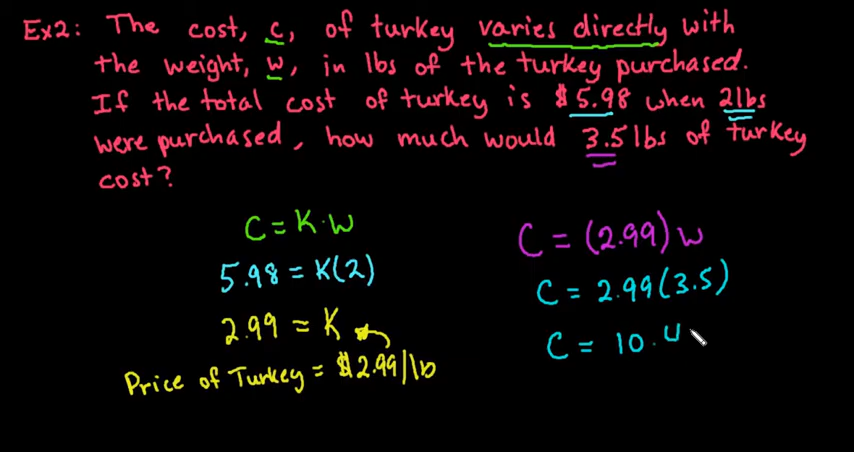 Ex2: The cost, c, of turkey varies directly with
the weight, w, in lbs of the turkey purchased.
If the total cost of turkey is $5.98 when 2lbs
were purchased, how much would 3.5 lbs of turkey
cost?
C = K·W
5.98 = K(2)
2.99 = K
Price of Turkey = $2.99/lb
C = (2.99) W
C = 2.99(3.5)
C = 10.4